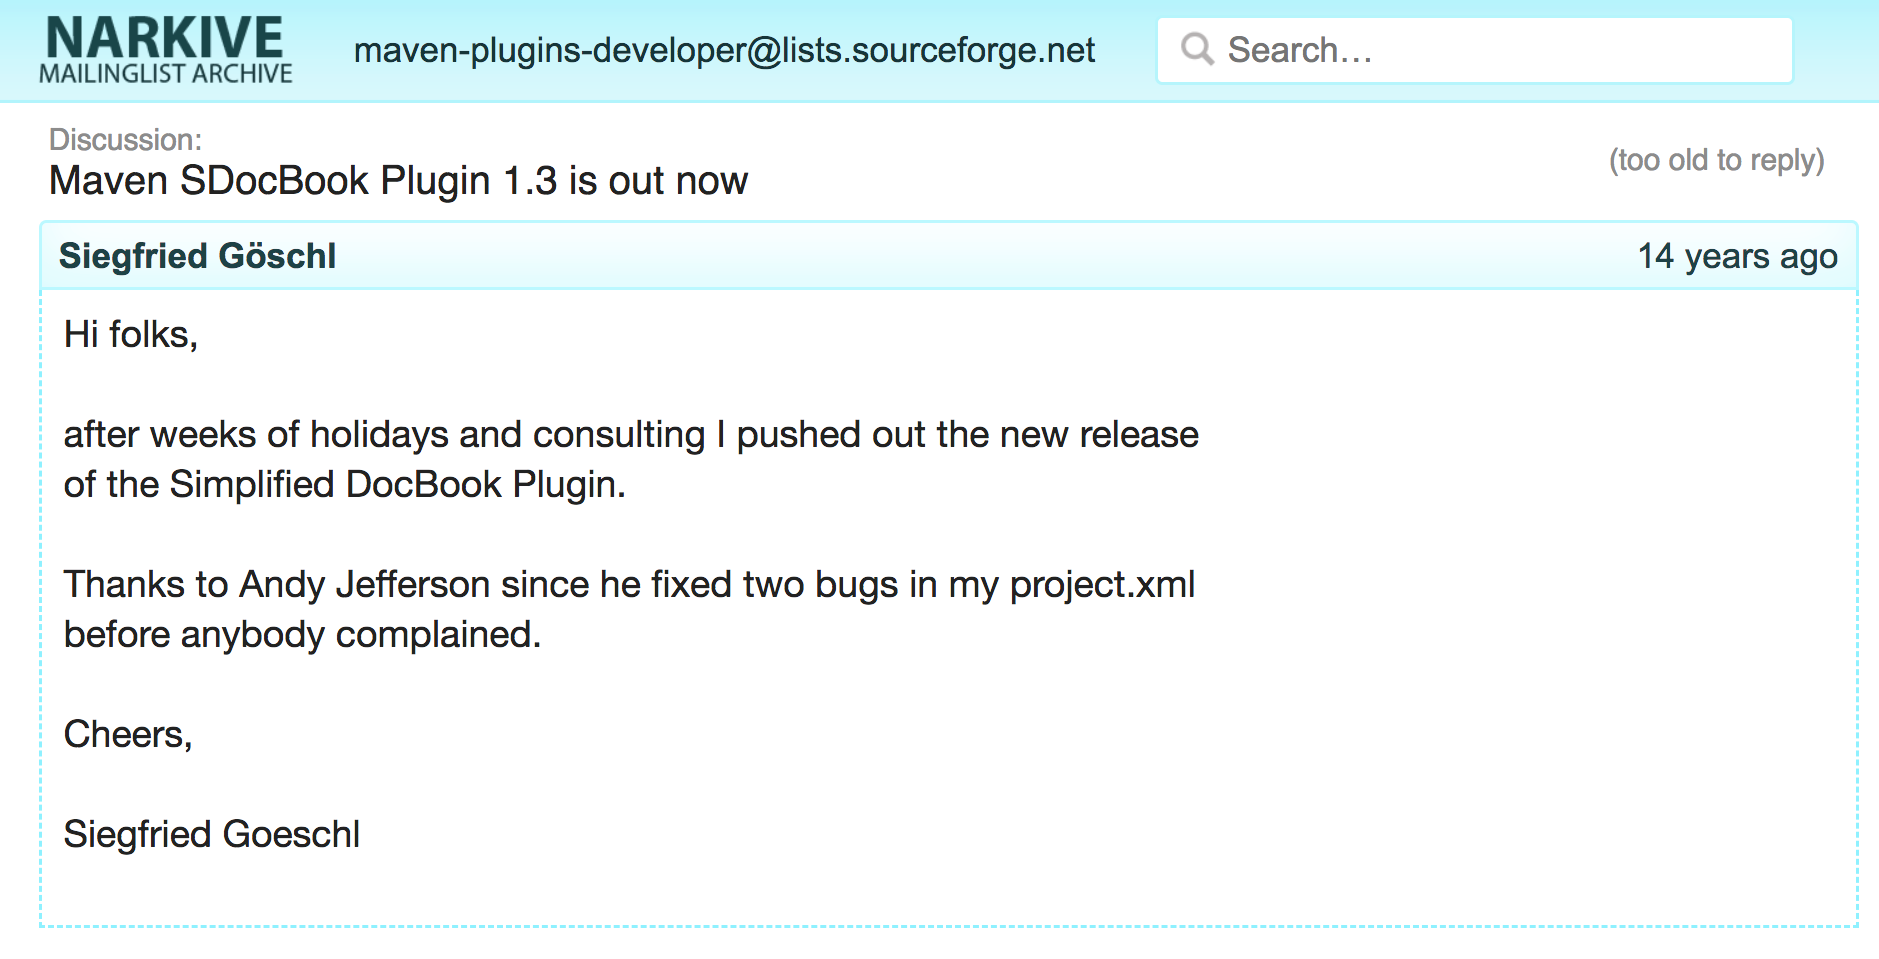 NARKIVE
MAILINGLIST ARCHIVE
maven-plugins-developer@lists.sourceforge.net
Search...
Discussion:
Maven SDocBook Plugin 1.3 is out now
(too old to reply)
Siegfried Göschl
14 years ago
Hi folks,
after weeks of holidays and consulting I pushed out the new release
of the Simplified DocBook Plugin.
Thanks to Andy Jefferson since he fixed two bugs in my project.xml
before anybody complained.
Cheers,
Siegfried Goeschl